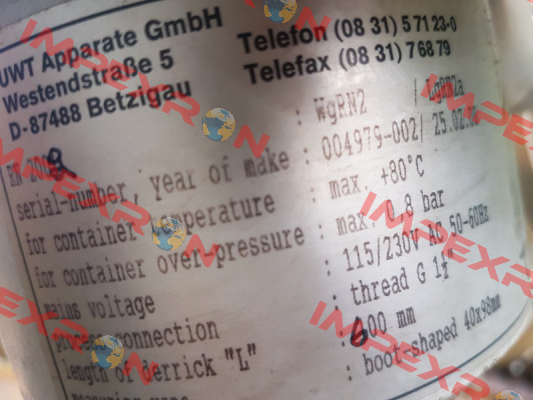 UWT Apparate GmbH
Westendstraße 5
D-87488 Betzigau
Telefon (08 31) 5 71 23-0
Telefax (08 31) 7 68 79
: WgRN2
serial-number, year of make : 004979-002/ 25.02.
for container temperature : max. +80°C
for container over-pressure : max. 0,8 bar
mains voltage : 115/230V AC 50-60Hz
process connection : thread G 1½"
length of derrick "L" : 600 mm
: boot-shaped 40x98mm
IMPEXRON